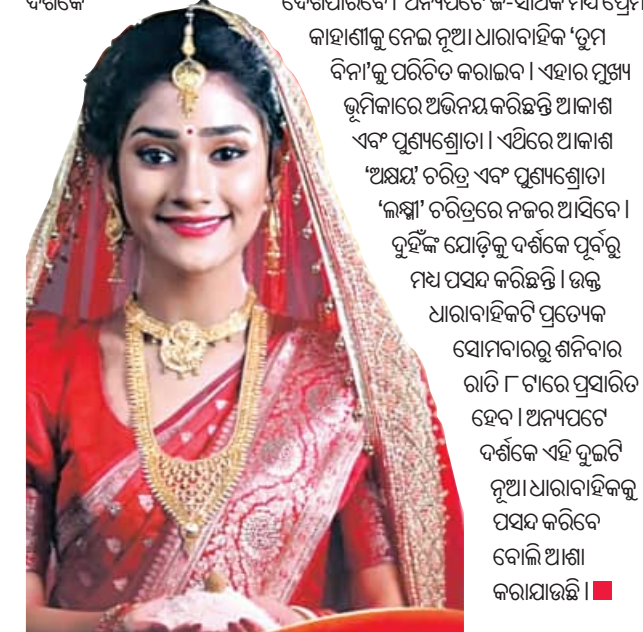 ଦର୍ଶକେ
ଦେଖିପାରିବେ। ଅନ୍ୟପଟେ ଜି-ସାର୍ଥକ ମଧ୍ୟ ପ୍ରେମ
କାହାଣୀକୁ ନେଇ ନୂଆ ଧାରାବାହିକ ‘ତୁମ
ବିନା’କୁ ପରିଚିତ କରାଇବ। ଏହାର ମୁଖ୍ୟ
ଭୂମିକାରେ ଅଭିନୟ କରିଛନ୍ତି ଆକାଶ
ଏବଂ ପୁଣ୍ୟଶ୍ରୋତା। ଏଥିରେ ଆକାଶ
‘ଅକ୍ଷୟ’ ଚରିତ୍ର ଏବଂ ପୁଣ୍ୟଶ୍ରୋତା
‘ଲକ୍ଷ୍ମୀ’ ଚରିତ୍ରରେ ନଜର ଆସିବେ।
ଦୁହିଁଙ୍କ ଯୋଡ଼ିକୁ ଦର୍ଶକେ ପୂର୍ବରୁ
ମଧ୍ୟ ପସନ୍ଦ କରିଛନ୍ତି। ଉକ୍ତ
ଧାରାବାହିକଟି ପ୍ରତ୍ୟେକ
ସୋମବାରରୁ ଶନିବାର
ରାତି ୮ ଟାରେ ପ୍ରସାରିତ
ହେବ। ଅନ୍ୟପଟେ
ଦର୍ଶକେ ଏହି ଦୁଇଟି
ନୂଆ ଧାରାବାହିକକୁ
ପସନ୍ଦ କରିବେ
ବୋଲି ଆଶା
କରାଯାଉଛି।